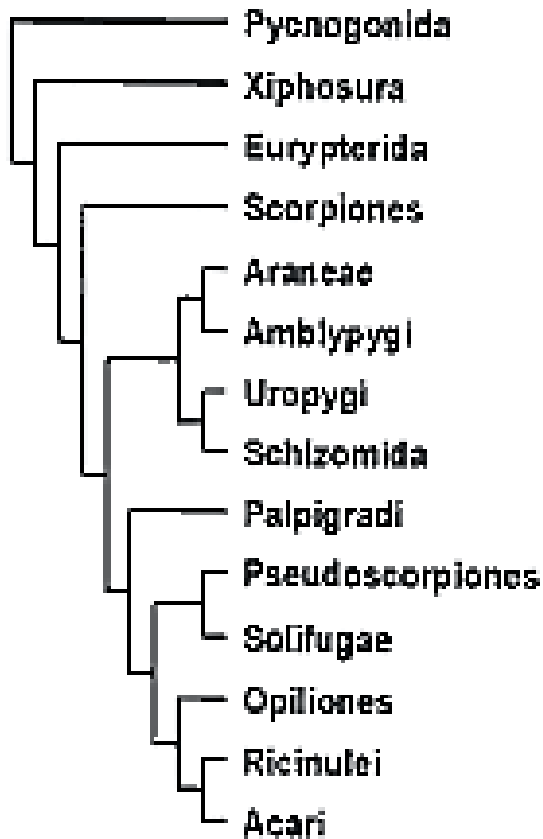 Pycnogonida
Xiphosura
Eurypterida
Scorpiones
Araneae
Amblypygi
Uropygi
Schizomida
Palpigradi
Pseudoscorpiones
Solifugae
Opiliones
Ricinulei
Acari